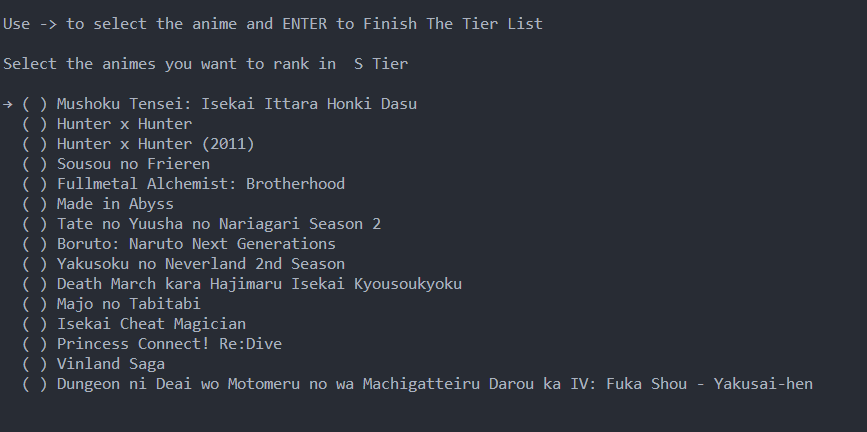 Use -> to select the anime and ENTER to Finish The Tier List
Select the animes you want to rank in  S Tier
→ ( ) Mushoku Tensei: Isekai Ittara Honki Dasu
( ) Hunter x Hunter
( ) Hunter x Hunter (2011)
( ) Sousou no Frieren
( ) Fullmetal Alchemist: Brotherhood
( ) Made in Abyss
( ) Tate no Yuusha no Nariagari Season 2
( ) Boruto: Naruto Next Generations
( ) Yakusoku no Neverland 2nd Season
( ) Death March kara Hajimaru Isekai Kyousoukyoku
( ) Majo no Tabitabi
( ) Isekai Cheat Magician
( ) Princess Connect! Re:Dive
( ) Vinland Saga
( ) Dungeon ni Deai wo Motomeru no wa Machigatteiru Darou ka IV: Fuka Shou - Yakusai-hen